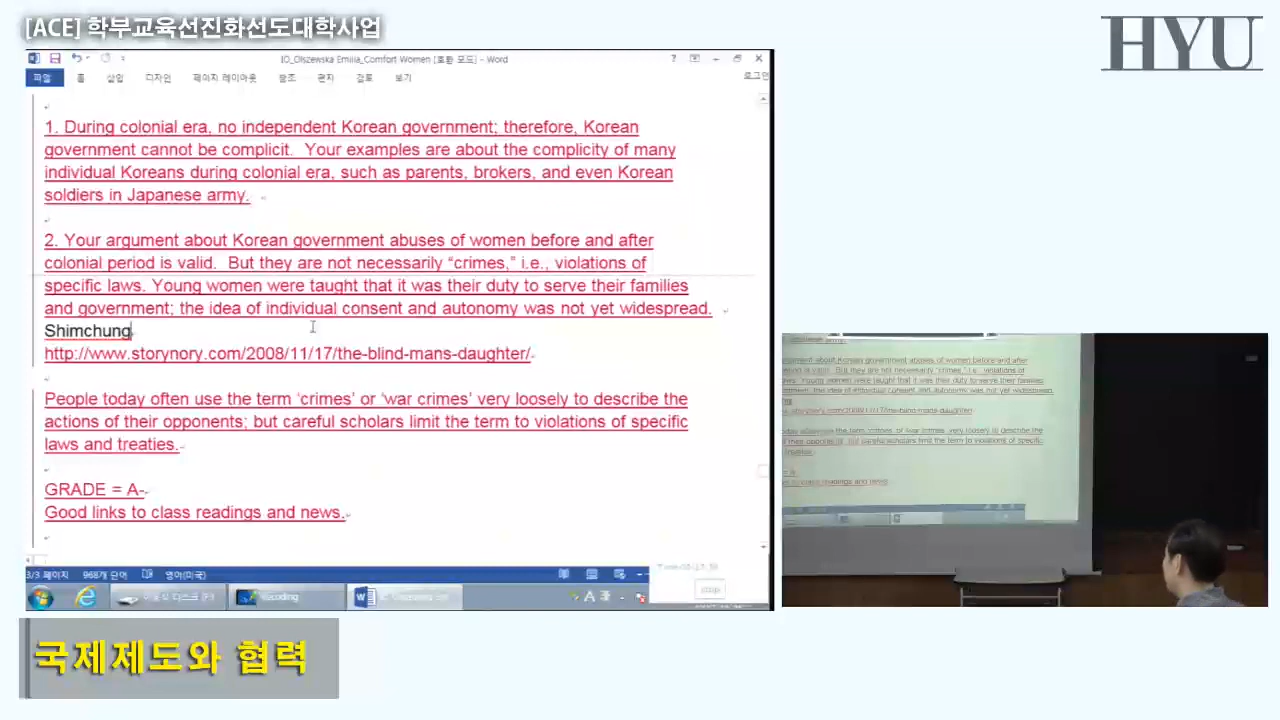 [ACE] 학부교육선진화선도대학사업
HYU
IO_Olszewska Emilia_Comfort Women [호환 모드] - Word
파일 홈 삽입 디자인 페이지 레이아웃 참조 편지 검토 보기 로그인
1. During colonial era, no independent Korean government; therefore, Korean
government cannot be complicit. Your examples are about the complicity of many
individual Koreans during colonial era, such as parents, brokers, and even Korean
soldiers in Japanese army.
2. Your argument about Korean government abuses of women before and after
colonial period is valid. But they are not necessarily “crimes,” i.e., violations of
specific laws. Young women were taught that it was their duty to serve their families
and government; the idea of individual consent and autonomy was not yet widespread.
Shimchung
http://www.storynory.com/2008/11/17/the-blind-mans-daughter/
People today often use the term ‘crimes’ or ‘war crimes’ very loosely to describe the
actions of their opponents; but careful scholars limit the term to violations of specific
laws and treaties.
GRADE = A-
Good links to class readings and news.
3/3 페이지 968개 단어 영어(미국)
stop
국제제도와 협력